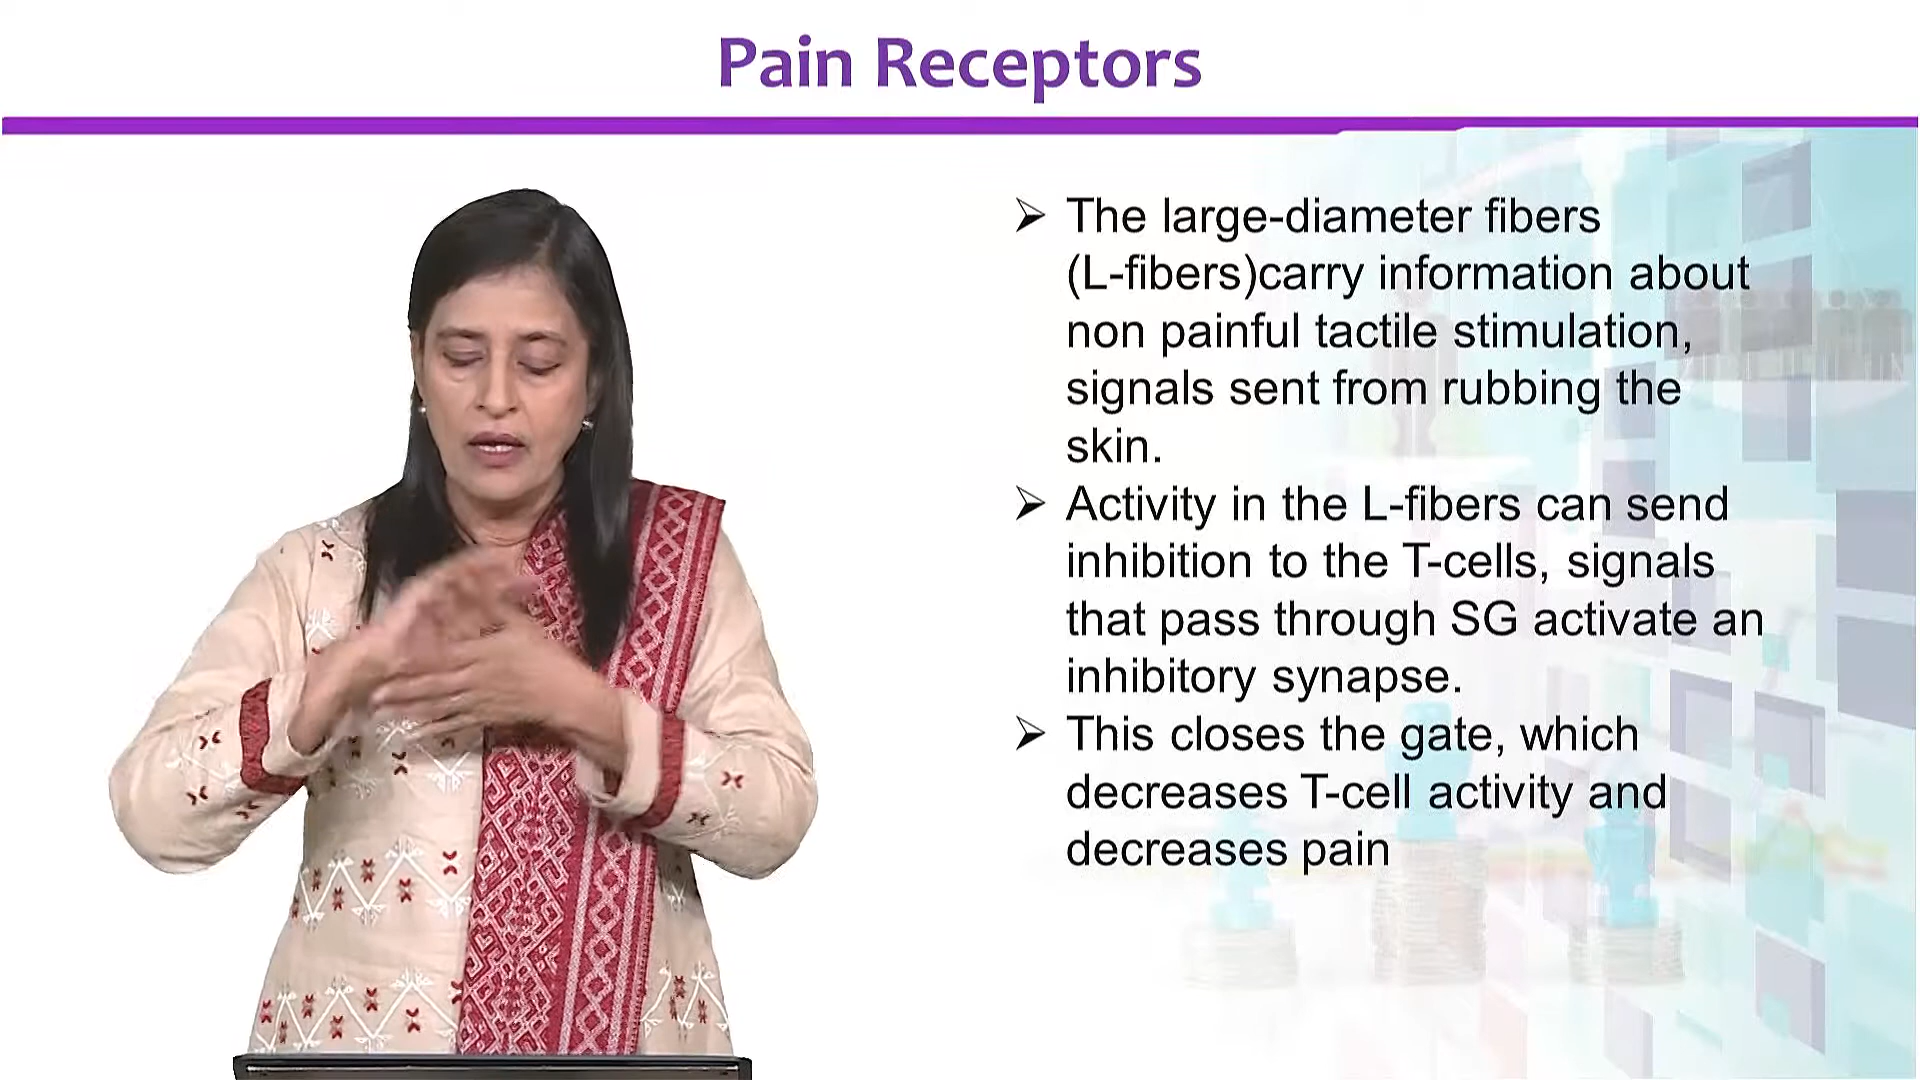 Pain Receptors
➢ The large-diameter fibers
(L-fibers)carry information about
non painful tactile stimulation,
signals sent from rubbing the
skin.
➢ Activity in the L-fibers can send
inhibition to the T-cells, signals
that pass through SG activate an
inhibitory synapse.
➢ This closes the gate, which
decreases T-cell activity and
decreases pain